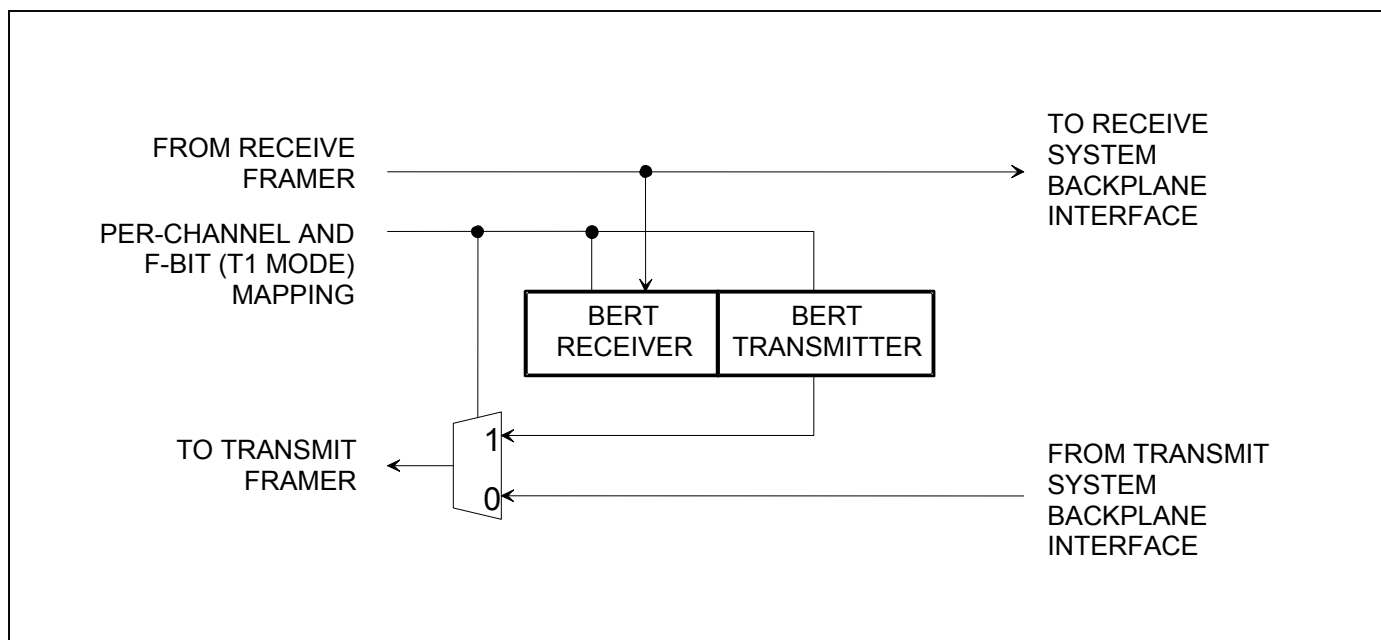 FROM RECEIVE
FRAMER
TO RECEIVE
SYSTEM
BACKPLANE
INTERFACE
PER-CHANNEL AND
F-BIT (T1 MODE)
MAPPING
BERT
RECEIVER
BERT
TRANSMITTER
TO TRANSMIT
FRAMER
1
0
FROM TRANSMIT
SYSTEM
BACKPLANE
INTERFACE